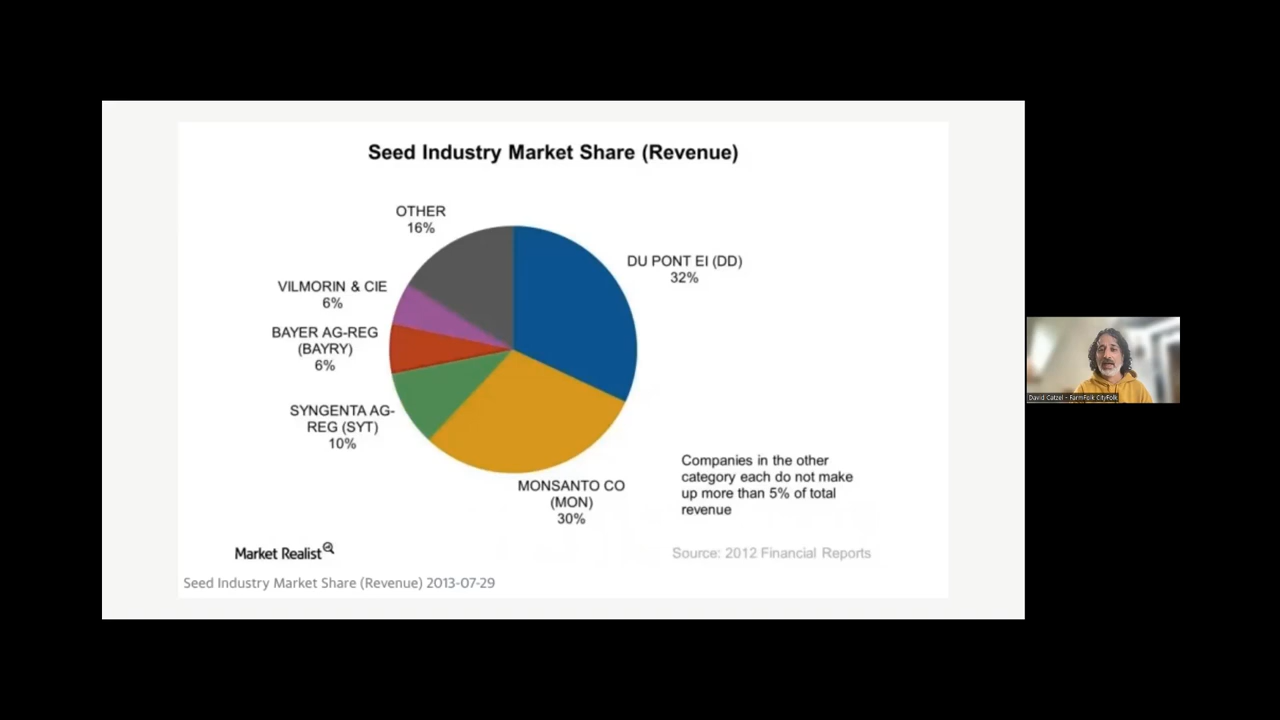 Seed Industry Market Share (Revenue)
OTHER
16%
DU PONT EI (DD)
32%
VILMORIN & CIE
6%
BAYER AG-REG
(BAYRY)
6%
SYNGENTA AG-
REG (SYT)
10%
MONSANTO CO
(MON)
30%
Companies in the other
category each do not make
up more than 5% of total
revenue
Market Realist
Source: 2012 Financial Reports
Seed Industry Market Share (Revenue) 2013-07-29
David Catzel - FarmFolk CityFolk